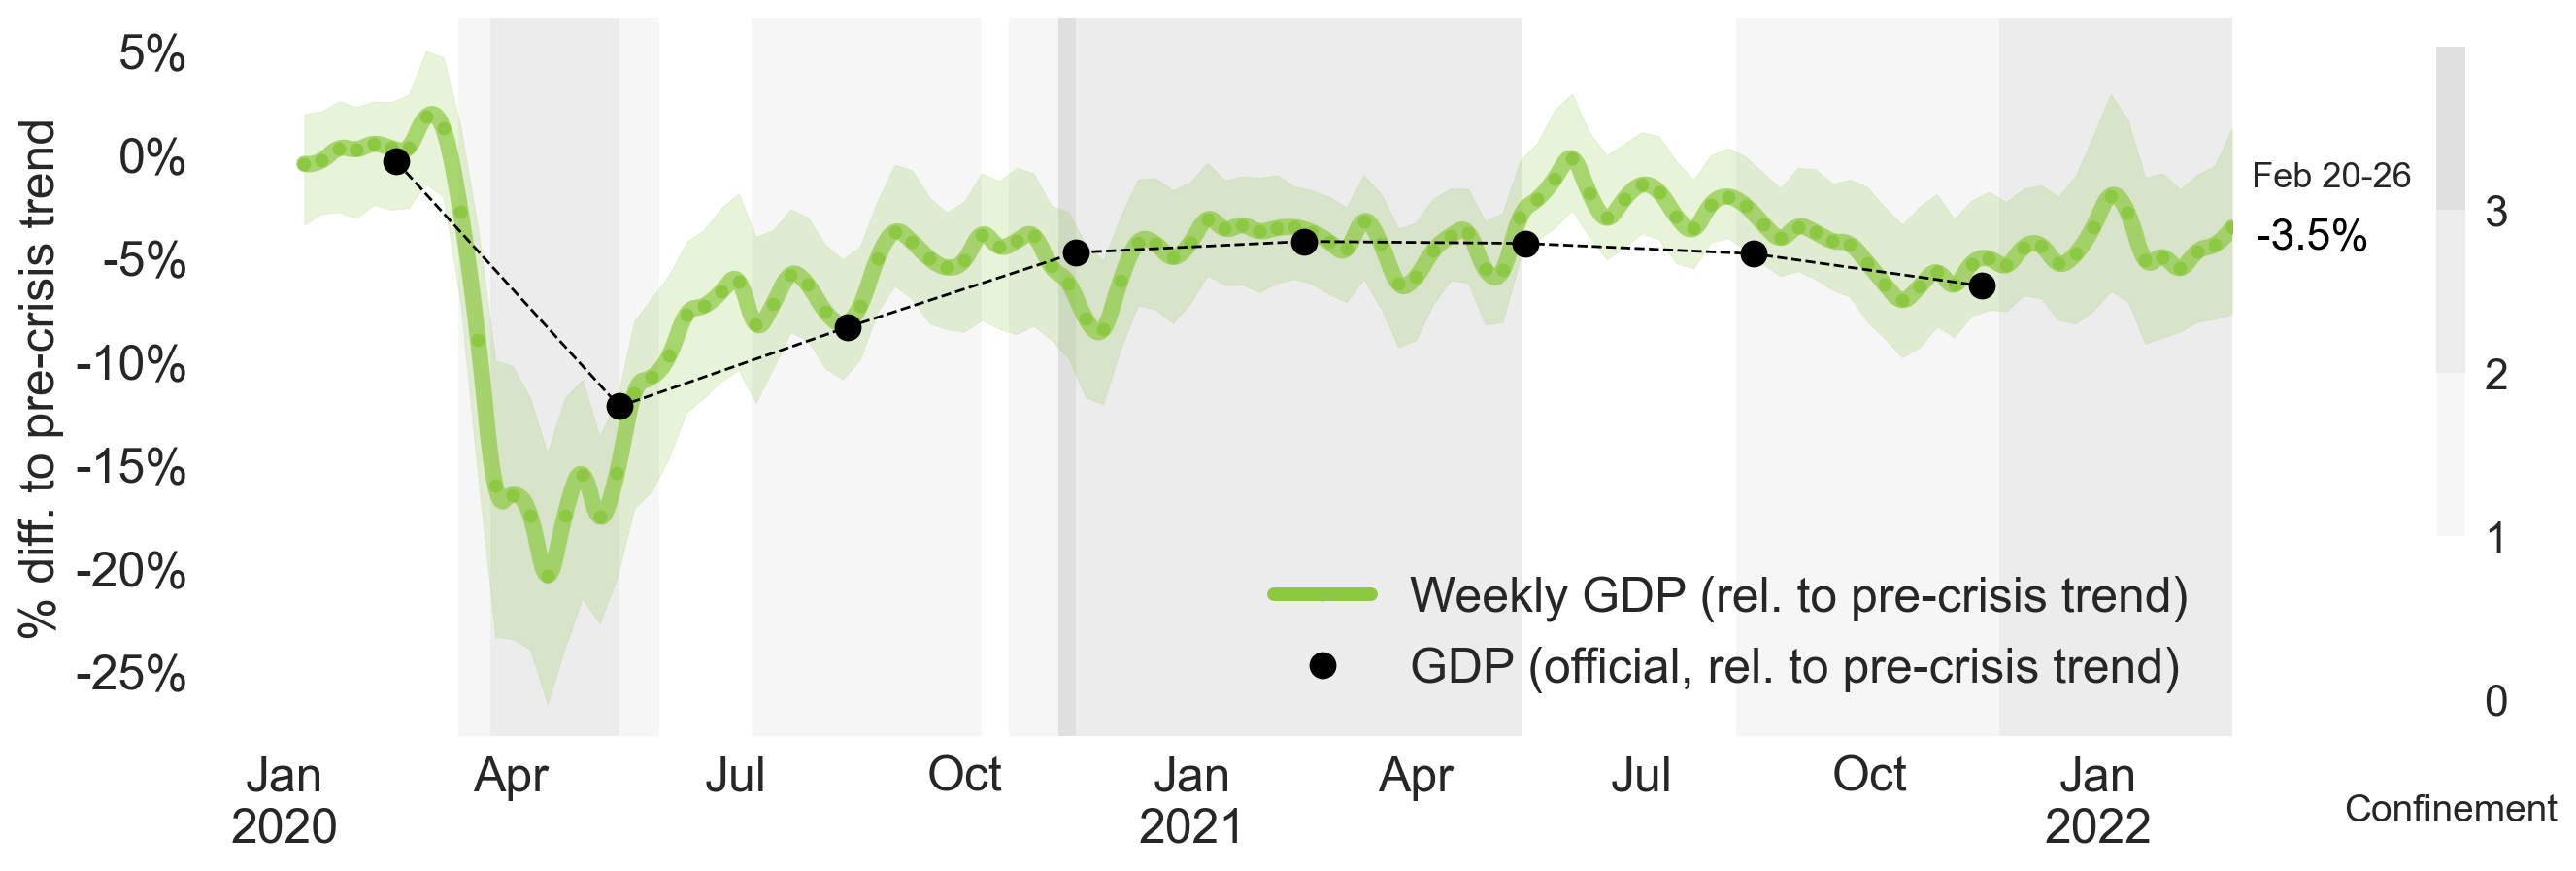 % diff. to pre-crisis trend
5%
0%
-5%
-10%
-15%
-20%
-25%
Jan
2020
Apr
Jul
Oct
Jan
2021
Apr
Jul
Oct
Jan
2022
Weekly GDP (rel. to pre-crisis trend)
GDP (official, rel. to pre-crisis trend)
Feb 20-26
-3.5%
3
2
1
0
Confinement